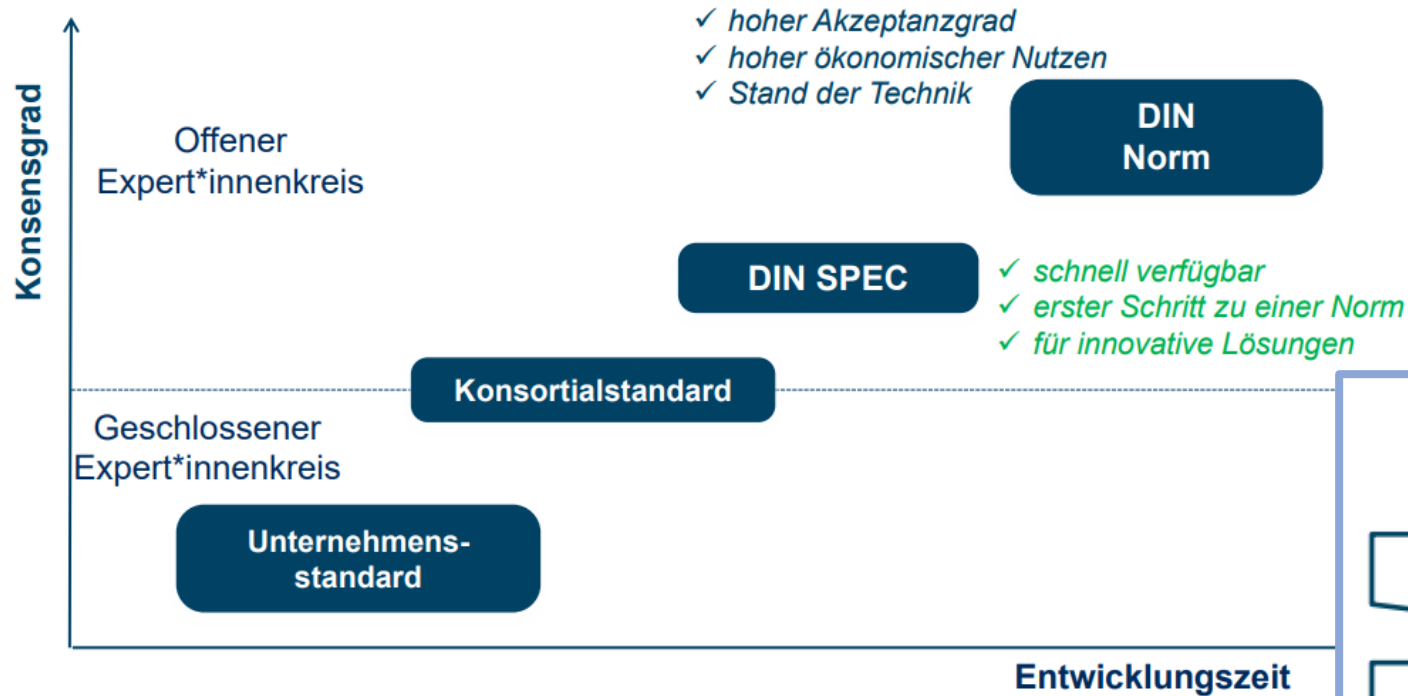 ✓ hoher Akzeptanzgrad
✓ hoher ökonomischer Nutzen
✓ Stand der Technik
DIN
Norm
Konsensgrad
Offener
Expert*innenkreis
DIN SPEC
✓ schnell verfügbar
✓ erster Schritt zu einer Norm
✓ für innovative Lösungen
Konsortialstandard
Geschlossener
Expert*innenkreis
Unternehmens-
standard
Entwicklungszeit